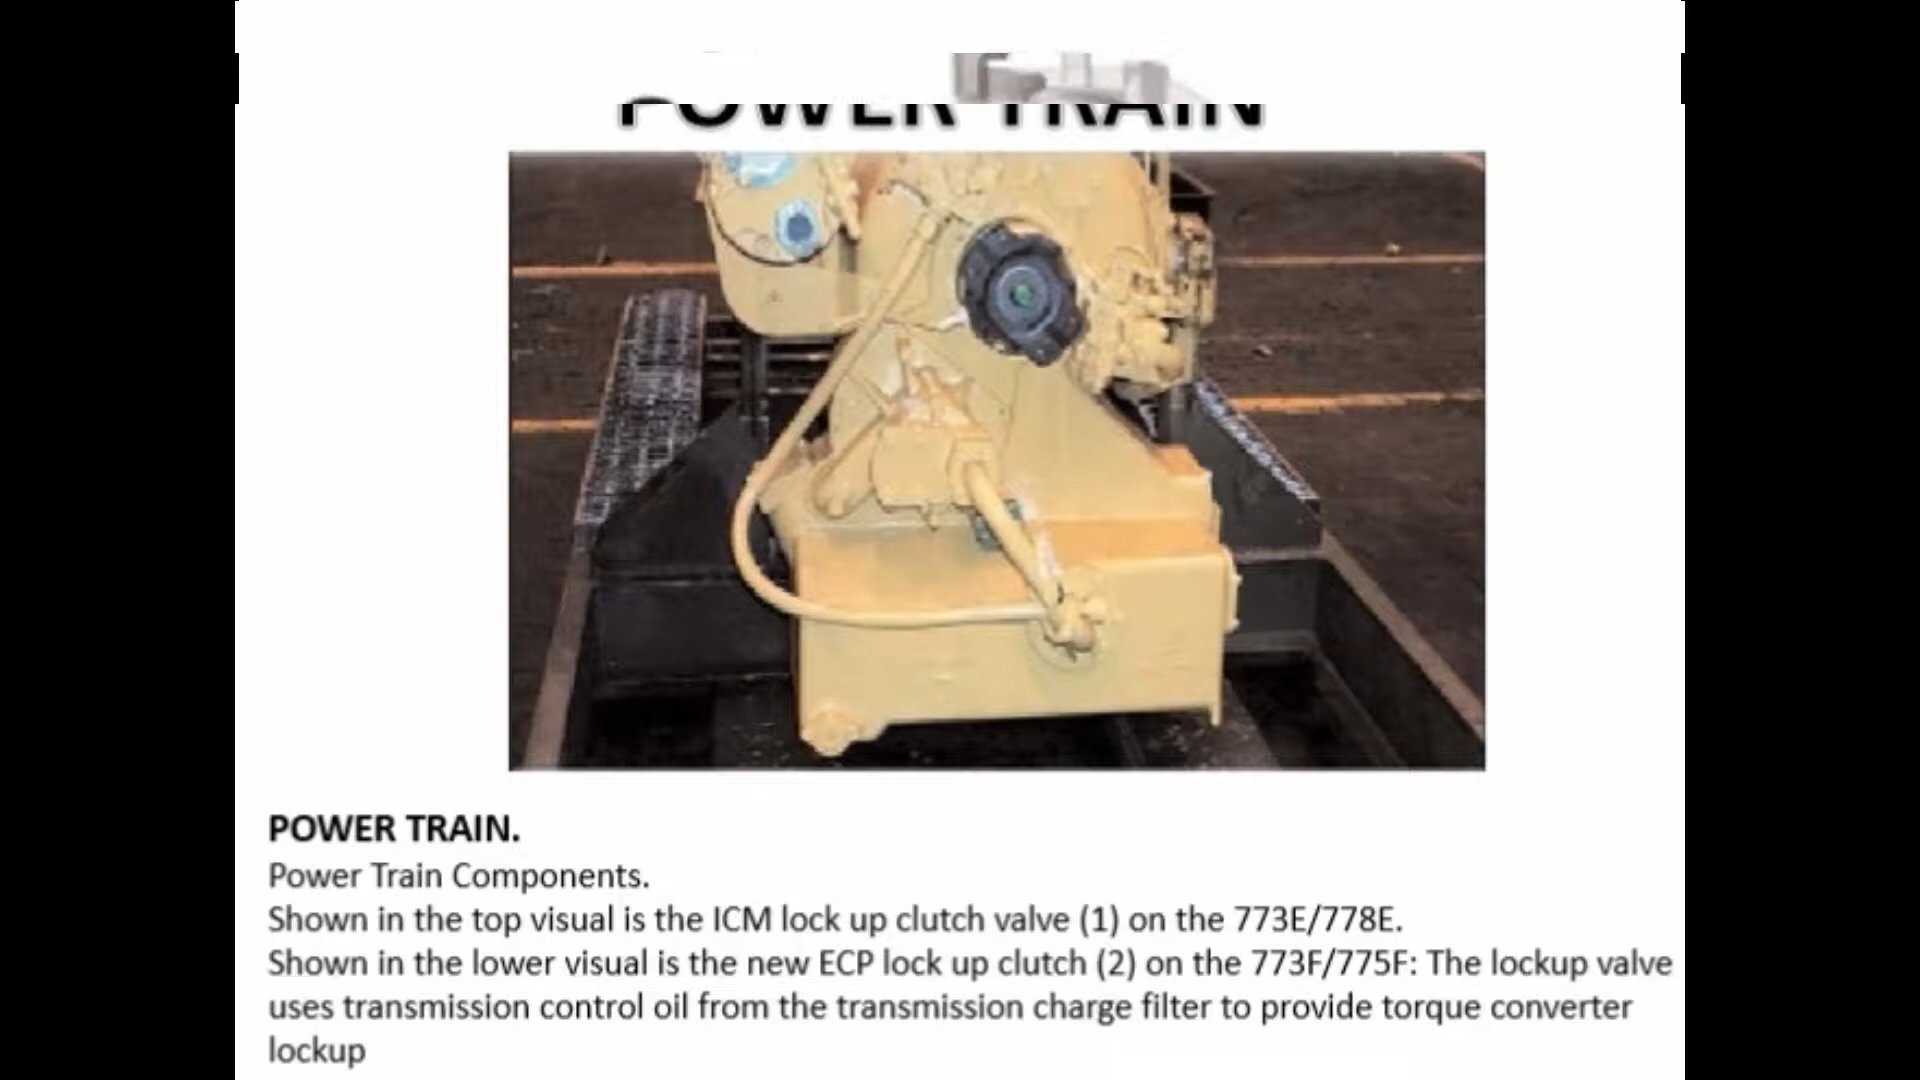 POWER TRAIN
POWER TRAIN.
Power Train Components.
Shown in the top visual is the ICM lock up clutch valve (1) on the 773E/778E.
Shown in the lower visual is the new ECP lock up clutch (2) on the 773F/775F: The lockup valve
uses transmission control oil from the transmission charge filter to provide torque converter
lockup